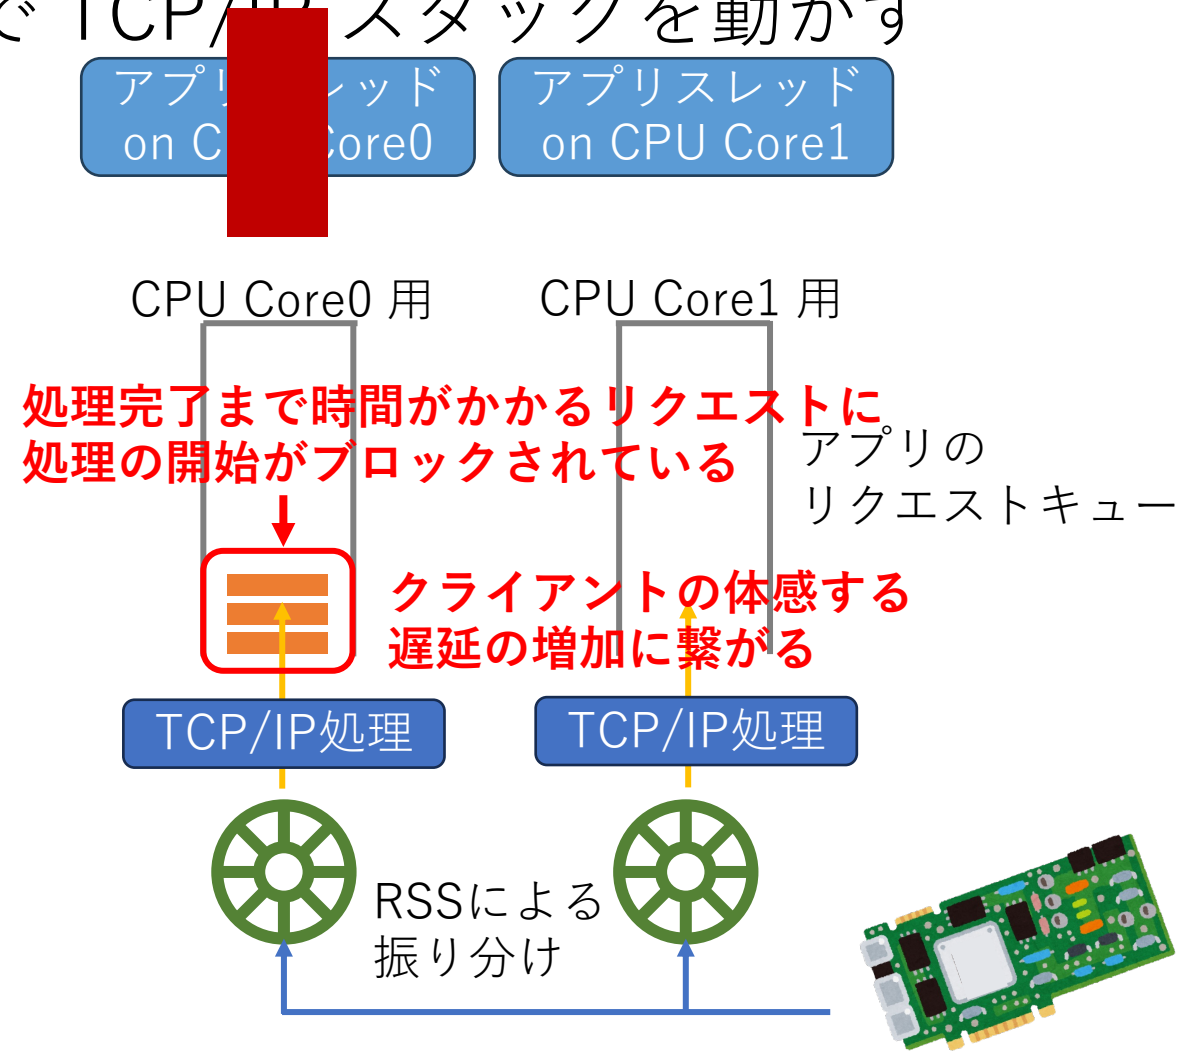 で TCP/IP スタックを動かす
アプリスレッド
on CPU Core0
アプリスレッド
on CPU Core1
CPU Core0 用
CPU Core1 用
処理完了まで時間がかかるリクエストに
処理の開始がブロックされている
アプリの
リクエストキュー
クライアントの体感する
遅延の増加に繋がる
TCP/IP処理
TCP/IP処理
RSSによる
振り分け